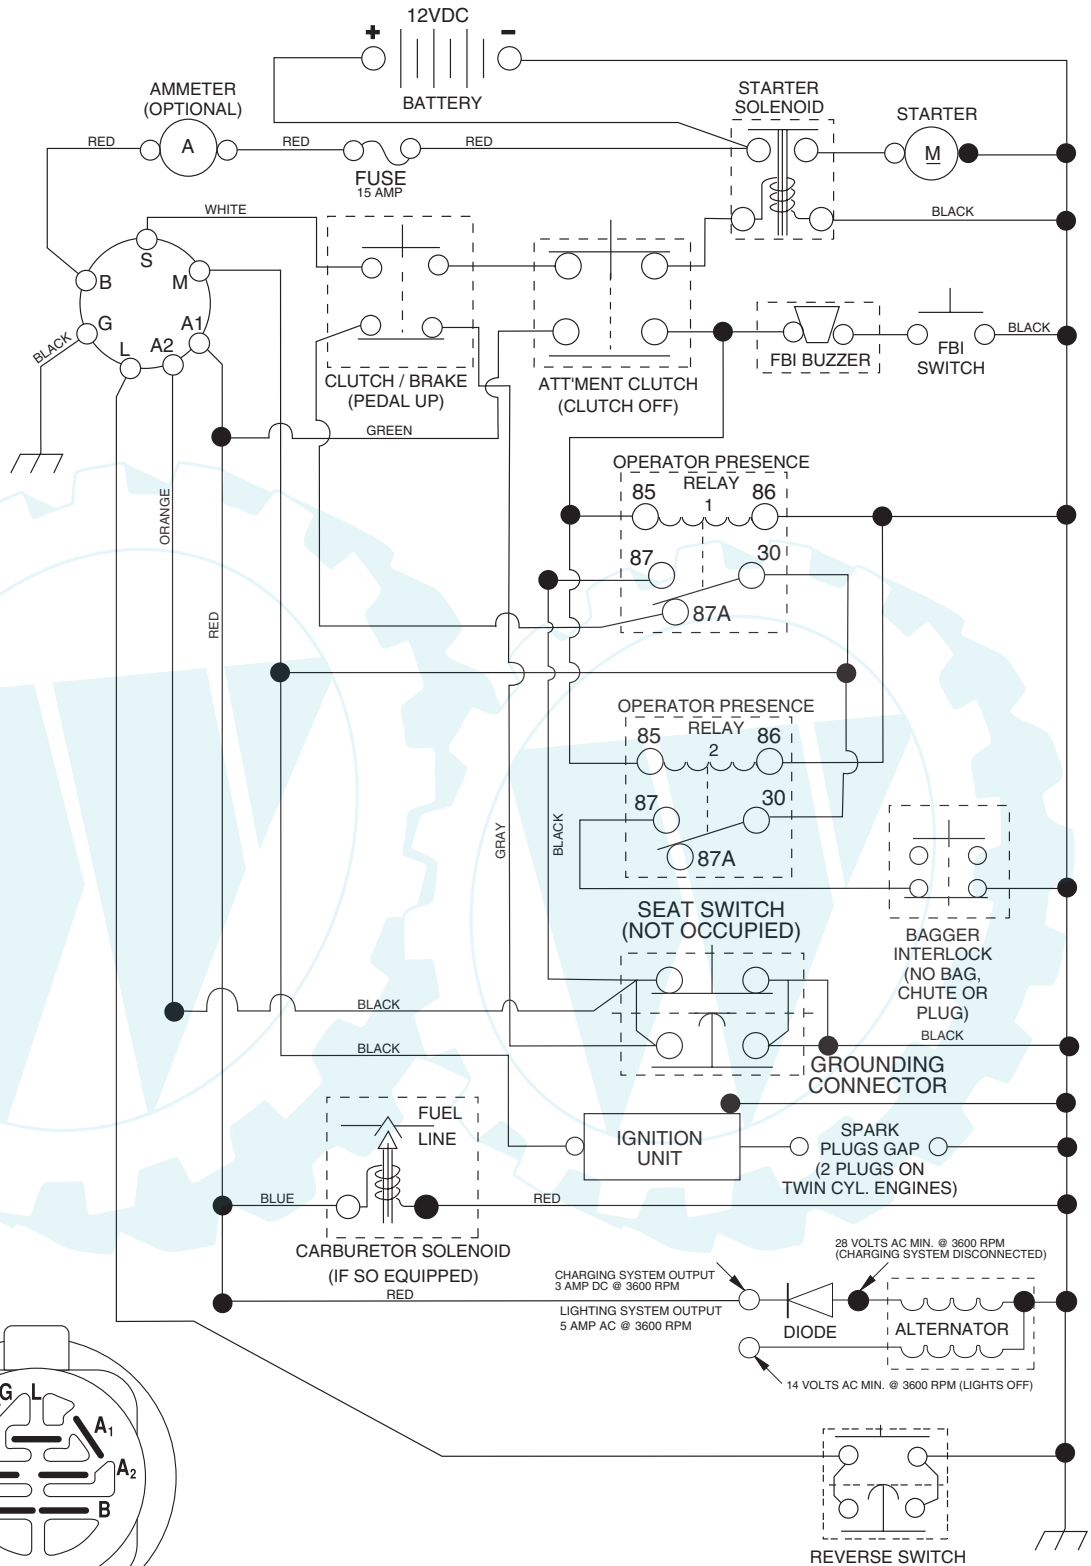 12VDC
+ -
BATTERY
AMMETER
(OPTIONAL)
STARTER
SOLENOID
STARTER
RED
A
RED
RED
FUSE
15 AMP
M
WHITE
BLACK
S
B
M
G
A1
L
A2
BLACK
CLUTCH / BRAKE
(PEDAL UP)
ATT'MENT CLUTCH
(CLUTCH OFF)
FBI BUZZER
FBI
SWITCH
BLACK
GREEN
OPERATOR PRESENCE
RELAY
1
85
86
87
30
87A
ORANGE
RED
OPERATOR PRESENCE
RELAY
2
85
86
87
30
87A
GRAY
BLACK
SEAT SWITCH
(NOT OCCUPIED)
BAGGER
INTERLOCK
(NO BAG,
CHUTE OR
PLUG)
BLACK
BLACK
BLACK
GROUNDING
CONNECTOR
FUEL
LINE
IGNITION
UNIT
SPARK
PLUGS GAP
(2 PLUGS ON
TWIN CYL. ENGINES)
BLUE
RED
CARBURETOR SOLENOID
(IF SO EQUIPPED)
28 VOLTS AC MIN. @ 3600 RPM
(CHARGING SYSTEM DISCONNECTED)
CHARGING SYSTEM OUTPUT
3 AMP DC @ 3600 RPM
RED
LIGHTING SYSTEM OUTPUT
5 AMP AC @ 3600 RPM
DIODE
ALTERNATOR
14 VOLTS AC MIN. @ 3600 RPM (LIGHTS OFF)
G L
A1
A2
B
REVERSE SWITCH